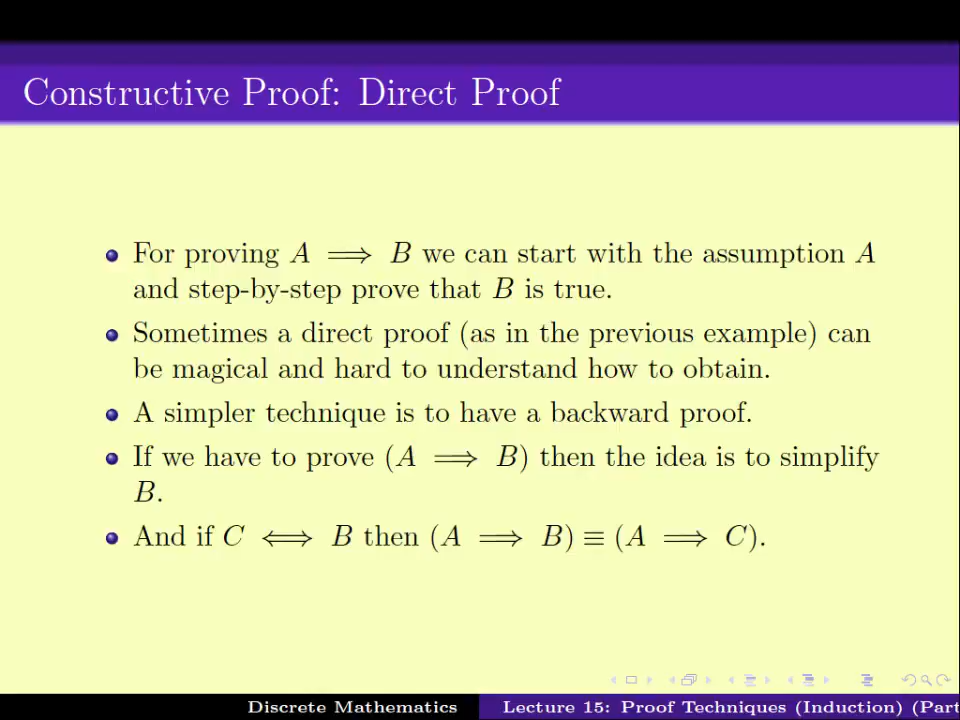 Constructive Proof: Direct Proof
For proving A ⟹ B we can start with the assumption A
and step-by-step prove that B is true.
Sometimes a direct proof (as in the previous example) can
be magical and hard to understand how to obtain.
A simpler technique is to have a backward proof.
If we have to prove (A ⟹ B) then the idea is to simplify
B.
And if C ⟺ B then (A ⟹ B) ≡ (A ⟹ C).
Discrete Mathematics
Lecture 15: Proof Techniques (Induction) (Part